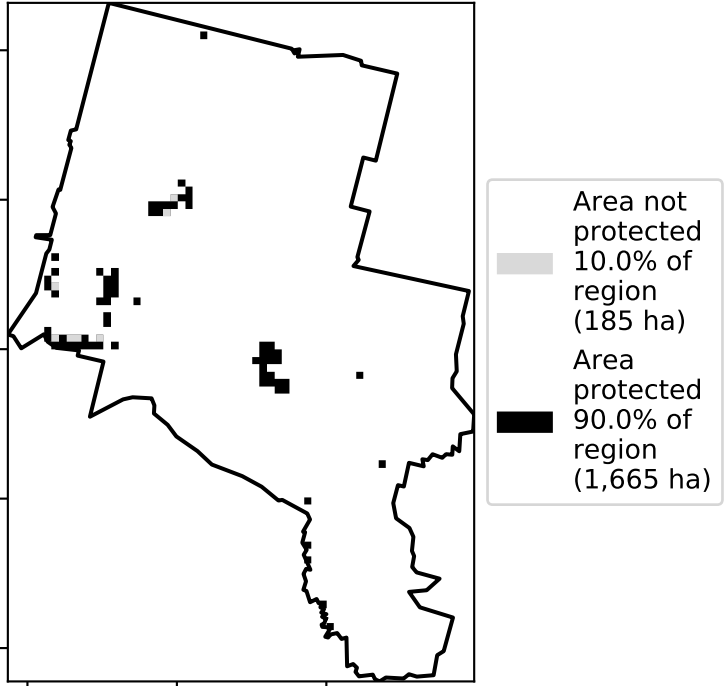 Area not
protected
10.0% of
region
(185 ha)
Area
protected
90.0% of
region
(1,665 ha)